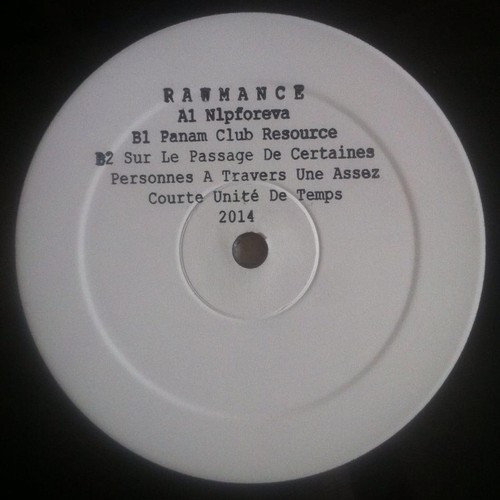 RAWMANCE
A1 Nlpforeva
B1 Panam Club Resource
B2 Sur Le Passage De Certaines
Personnes A Travers Une Assez
Courte Unité De Temps
2014